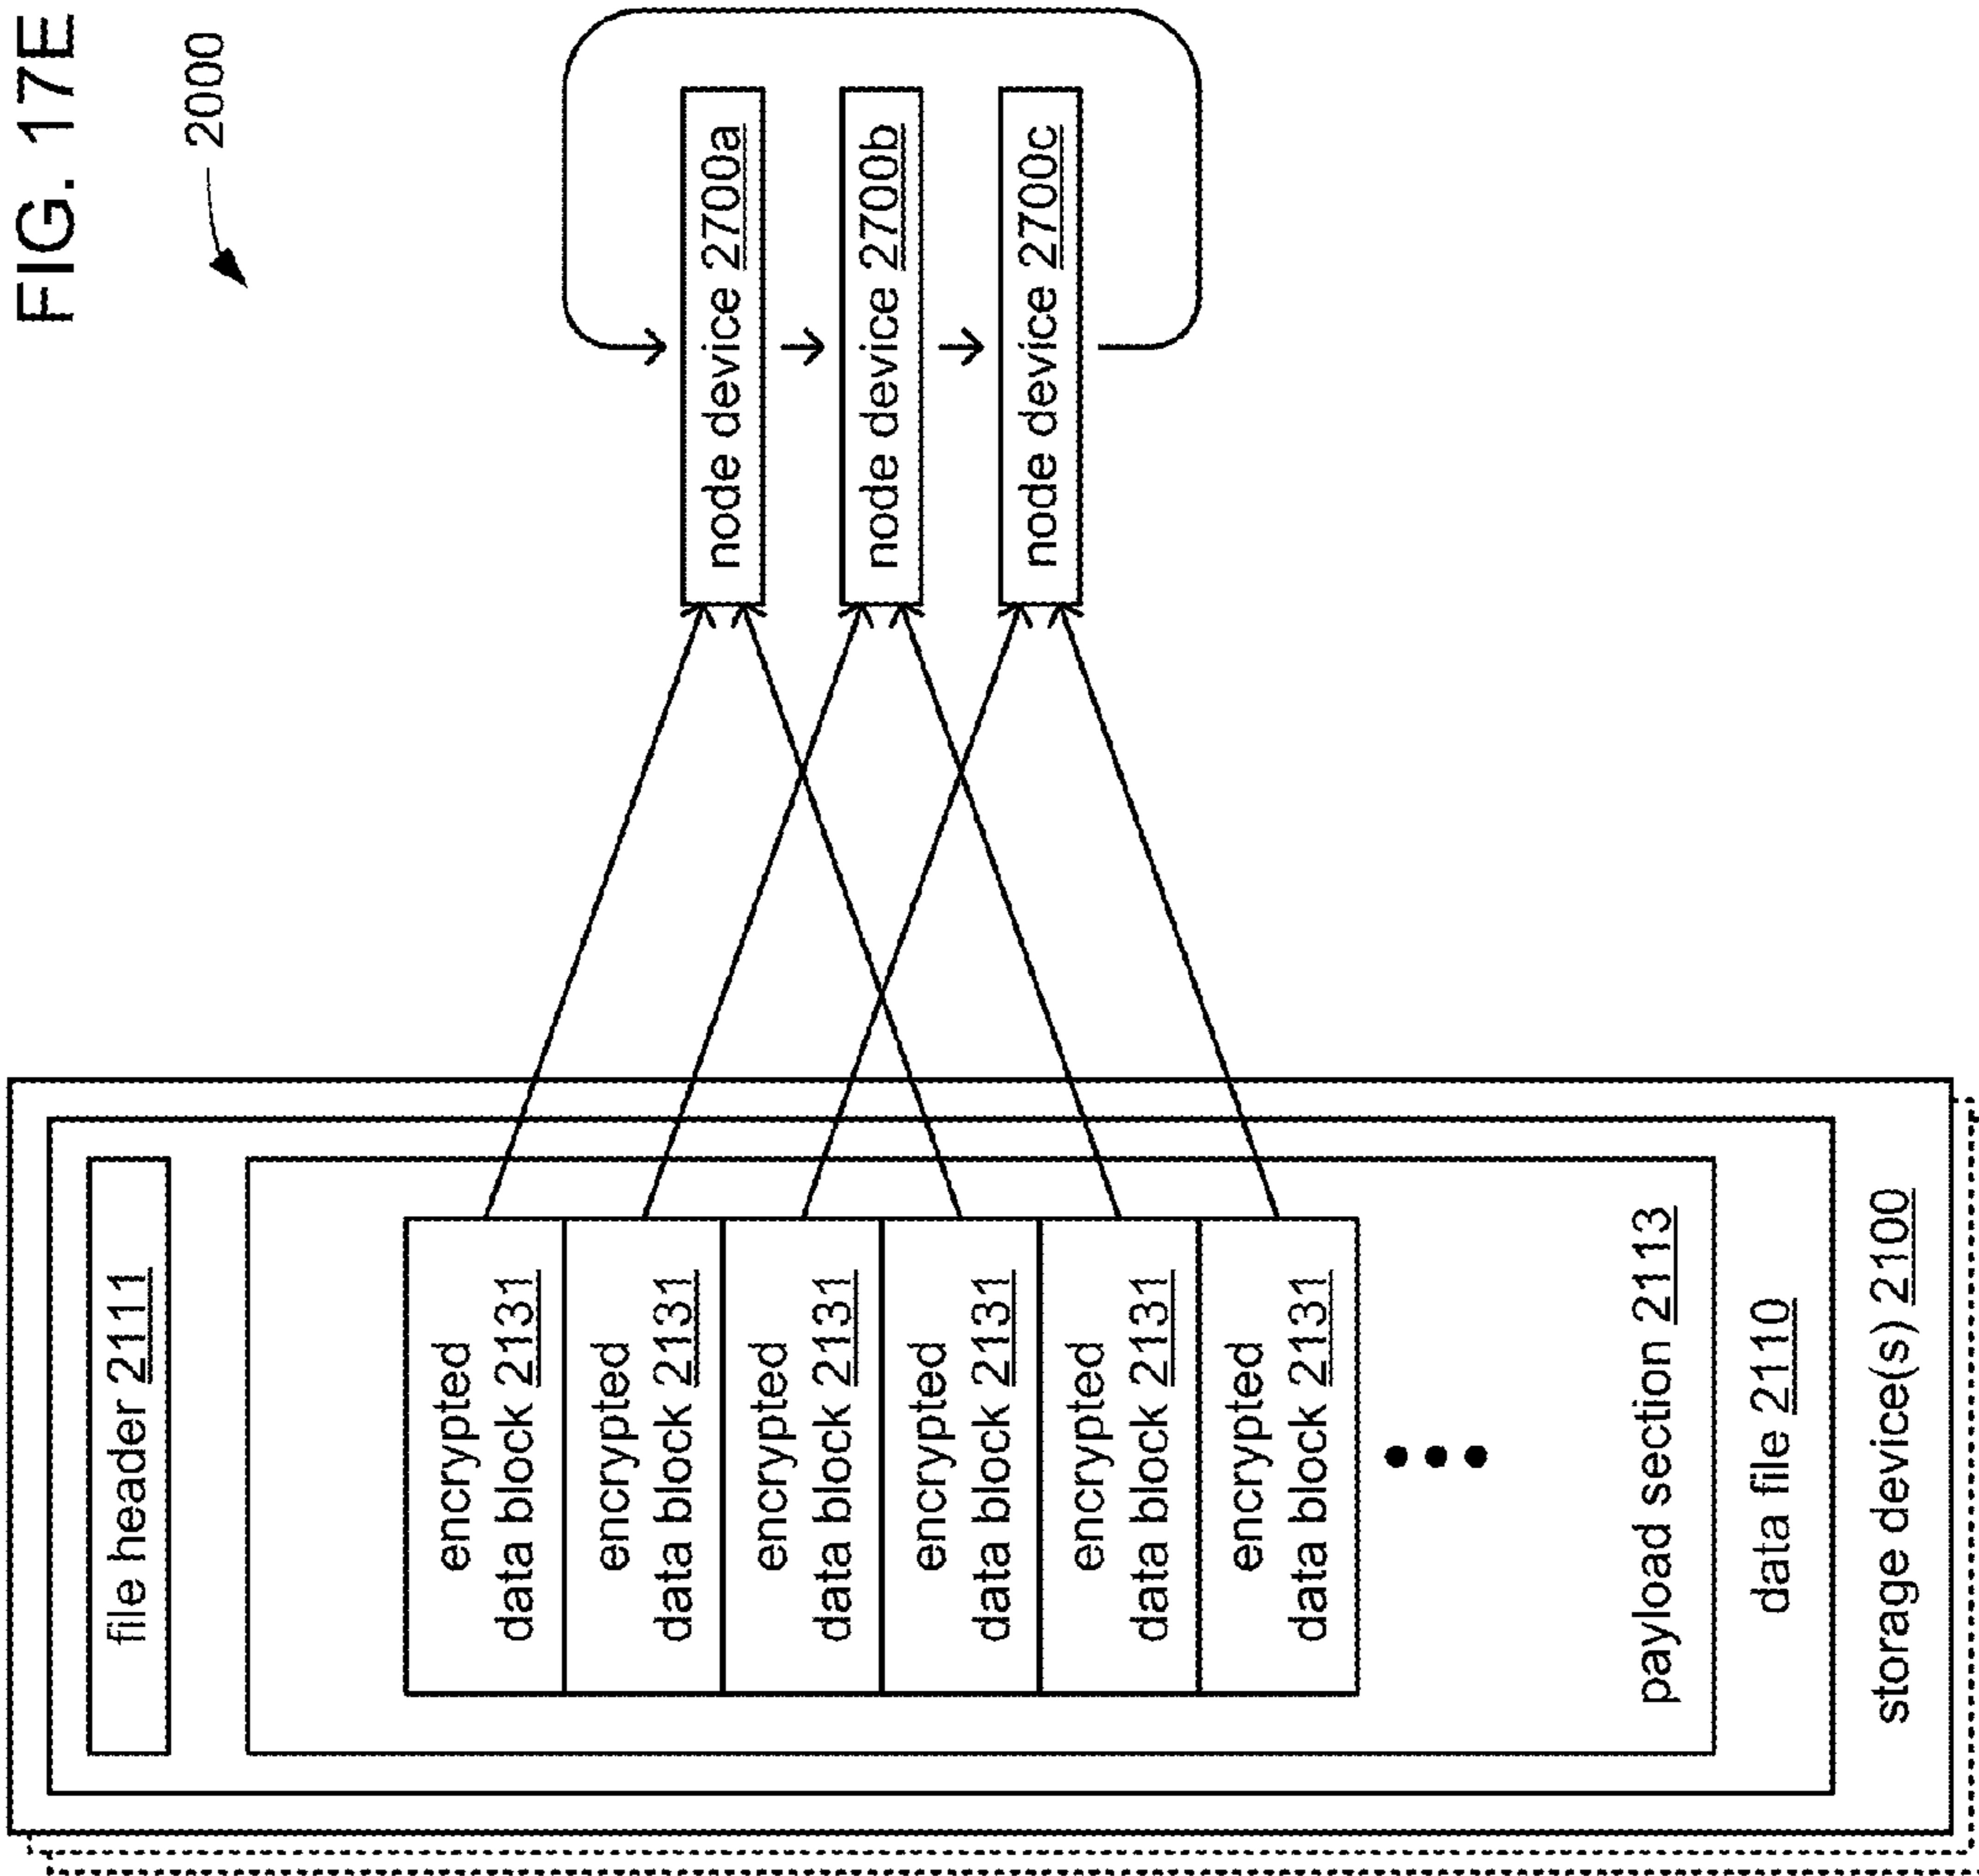 FIG. 17E
2000
file header 2111
encrypted
data block 2131
encrypted
data block 2131
encrypted
data block 2131
encrypted
data block 2131
encrypted
data block 2131
encrypted
data block 2131
payload section 2113
data file 2110
storage device(s) 2100
node device 2700a
node device 2700b
node device 2700c